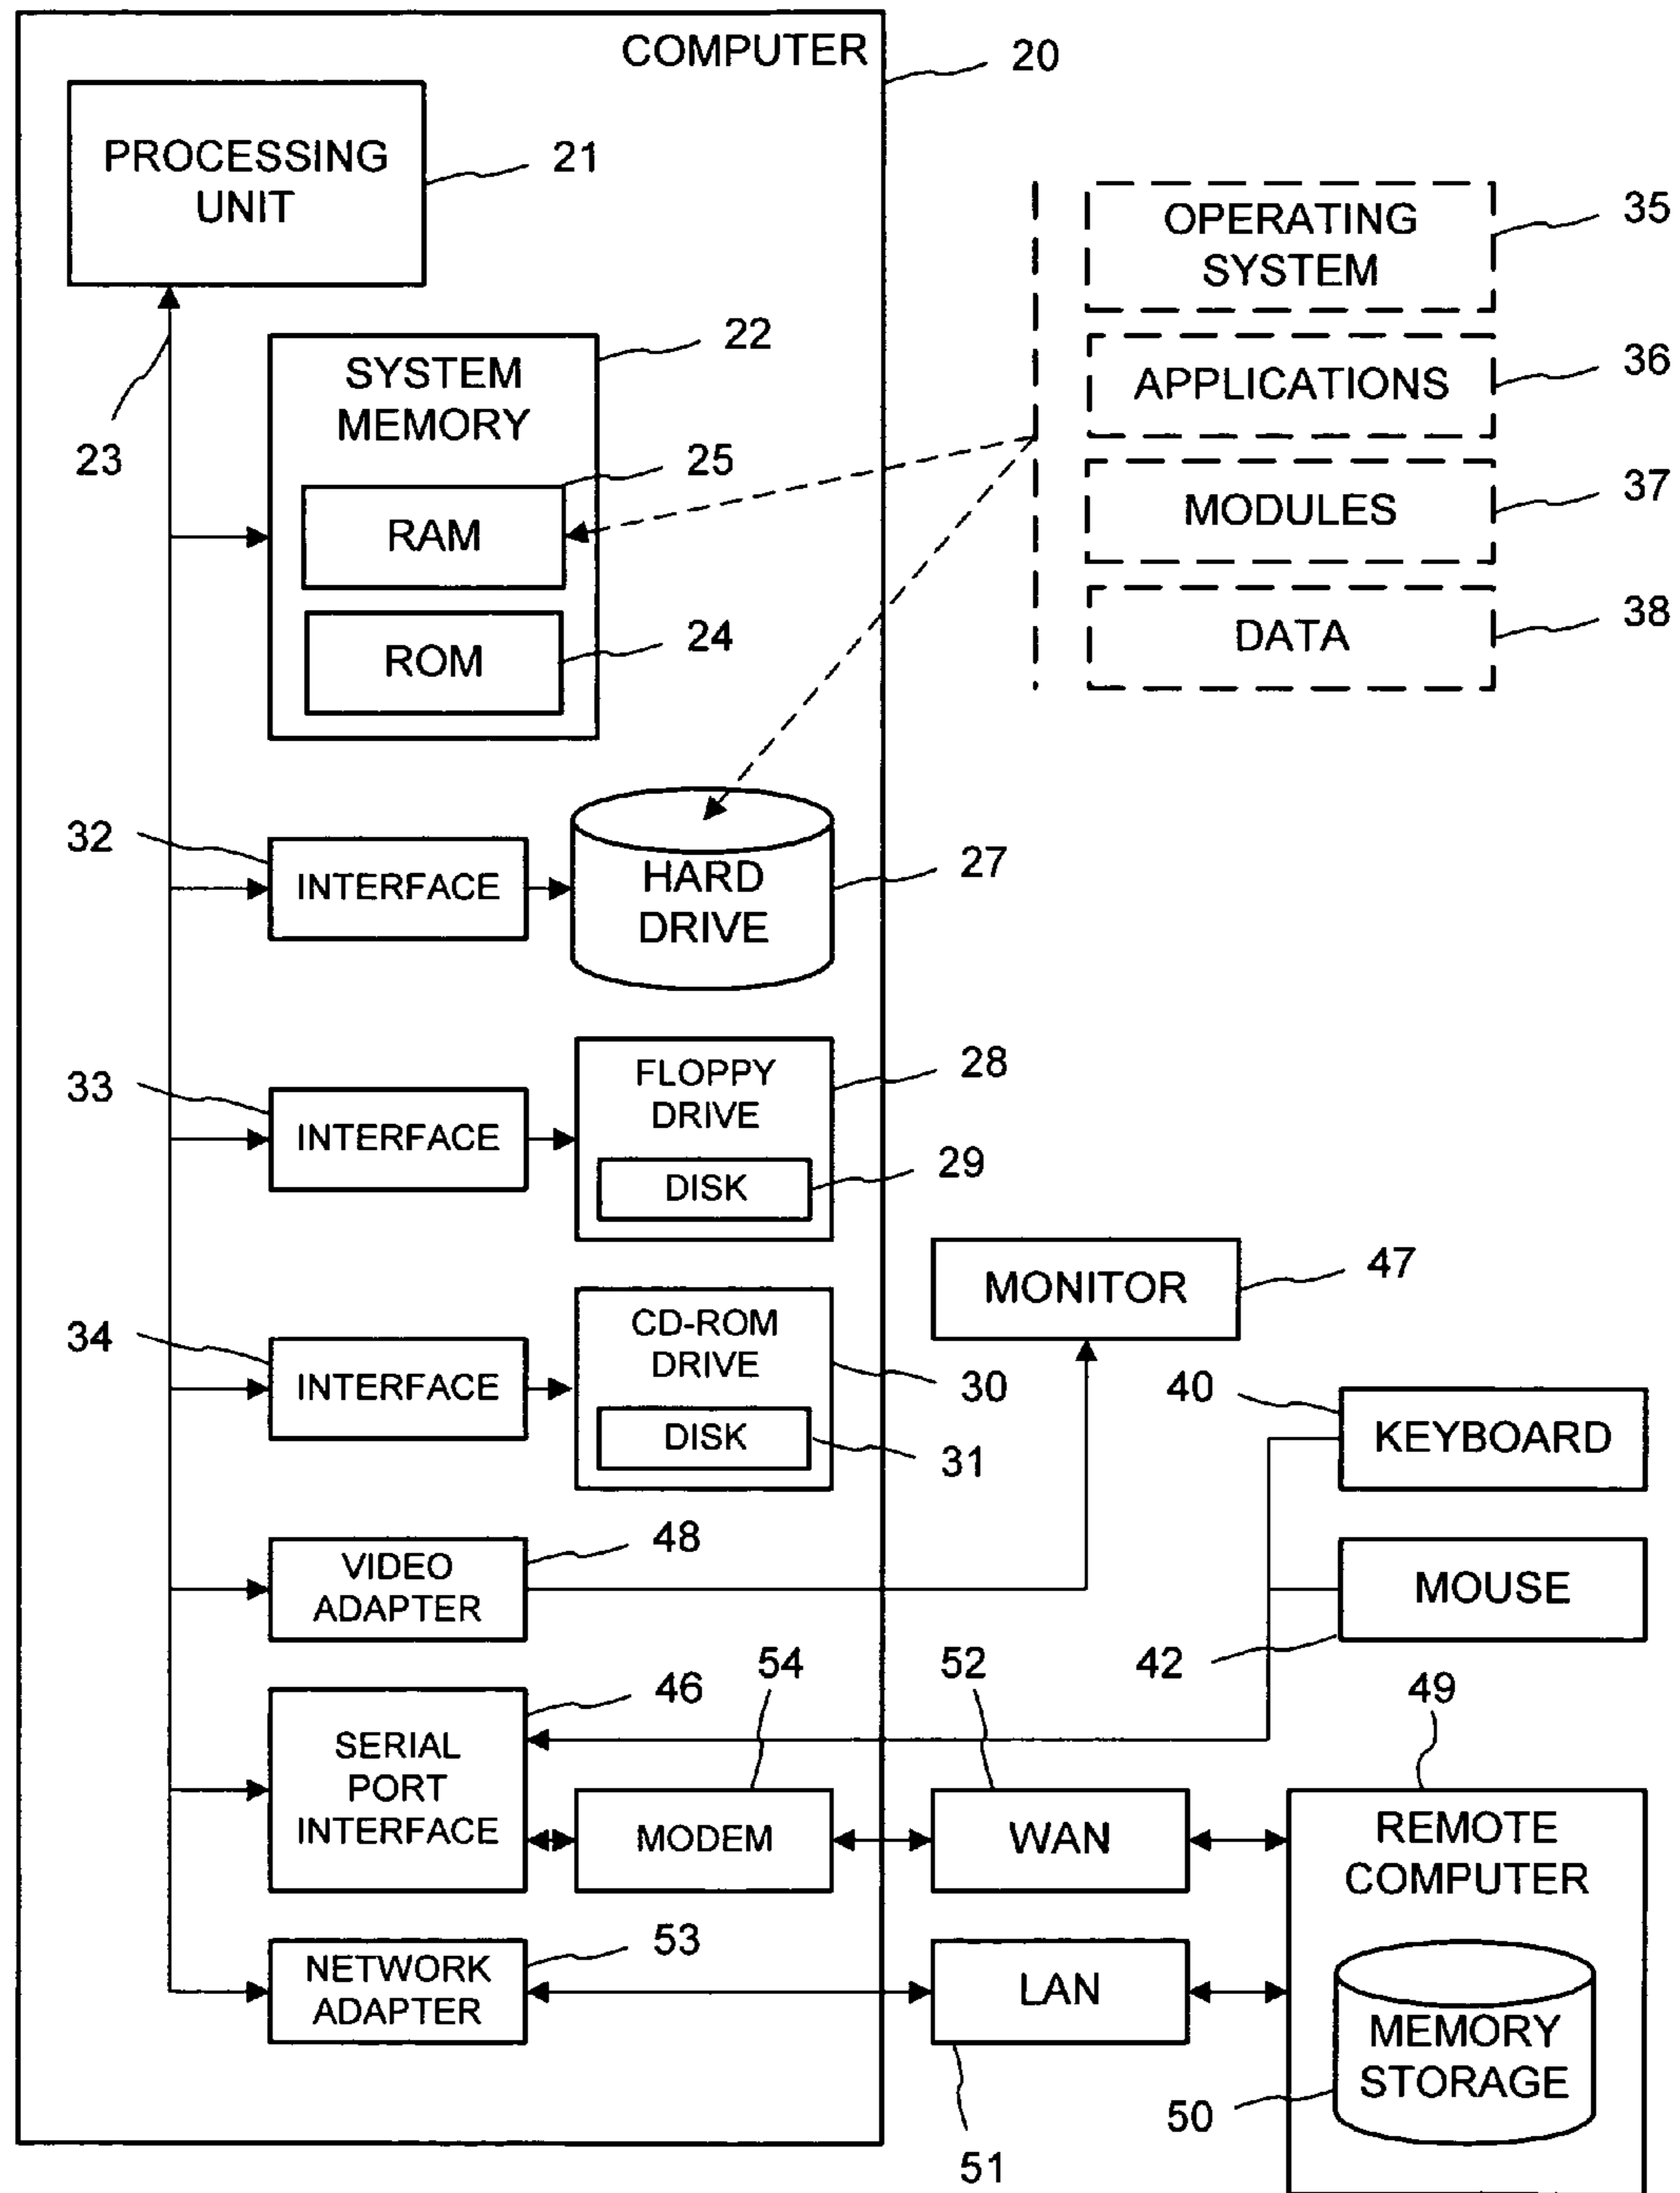 COMPUTER
20
PROCESSING
UNIT
21
23
SYSTEM
MEMORY
22
25
RAM
24
ROM
OPERATING
SYSTEM
35
APPLICATIONS
36
MODULES
37
DATA
38
32
INTERFACE
HARD
DRIVE
27
33
INTERFACE
FLOPPY
DRIVE
28
DISK
29
34
INTERFACE
CD-ROM
DRIVE
30
DISK
31
MONITOR
47
40
KEYBOARD
MOUSE
42
VIDEO
ADAPTER
48
SERIAL
PORT
INTERFACE
46
54
MODEM
52
WAN
49
REMOTE
COMPUTER
MEMORY
STORAGE
50
NETWORK
ADAPTER
53
LAN
51